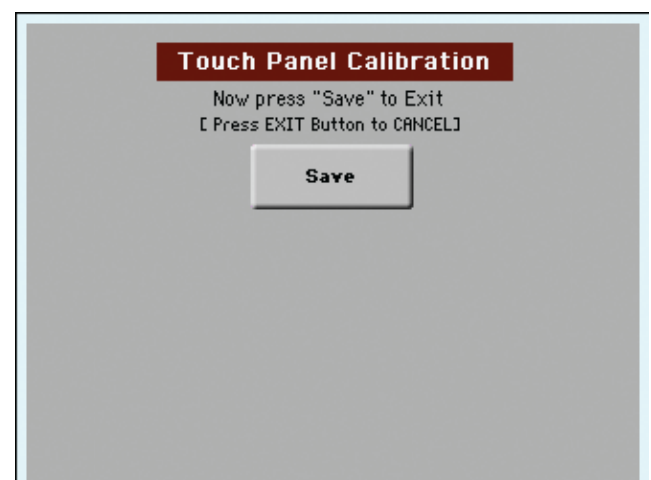 Touch Panel Calibration
Now press "Save" to Exit
[ Press EXIT Button to CANCEL]
Save